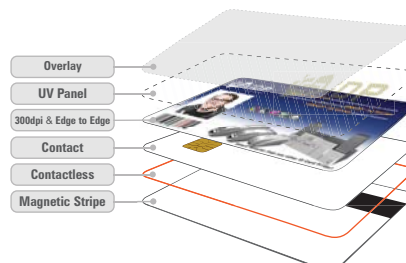 Overlay
UV Panel
300dpi & Edge to Edge
Contact
Contactless
Magnetic Stripe